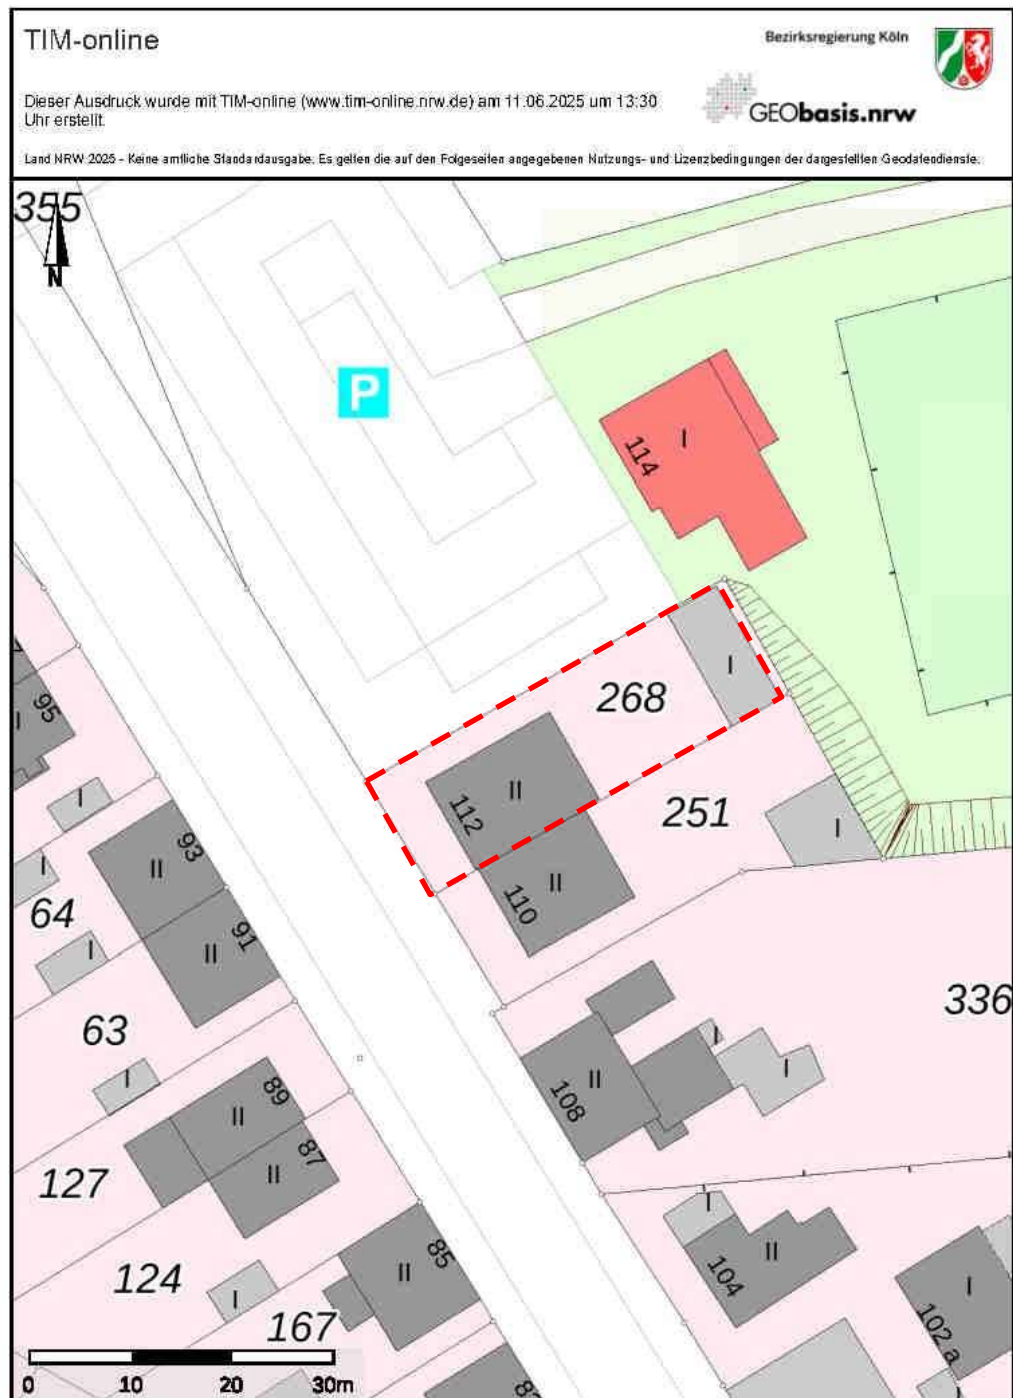 TIM-online
Bezirksregierung Köln
Dieser Ausdruck wurde mit TIM-online (www.tim-online.nrw.de) am 11.06.2025 um 13:30
Uhr erstellt.
GEObasis.nrw
Land NRW 2025 - Keine amtliche Standardausgabe. Es gelten die auf den Folgeseiten angegebenen Nutzungs- und Lizenzbedingungen der dargestellten Geodatendienste.
355
N
P
I
114
I
268
95
I
I
II
112
251
I
II
93
I
64
II
110
II
91
336
63
I
II
108
I
I
II
89
II
87
127
I
II
104
II
85
124
I
167
I
102 a
0 10 20 30m